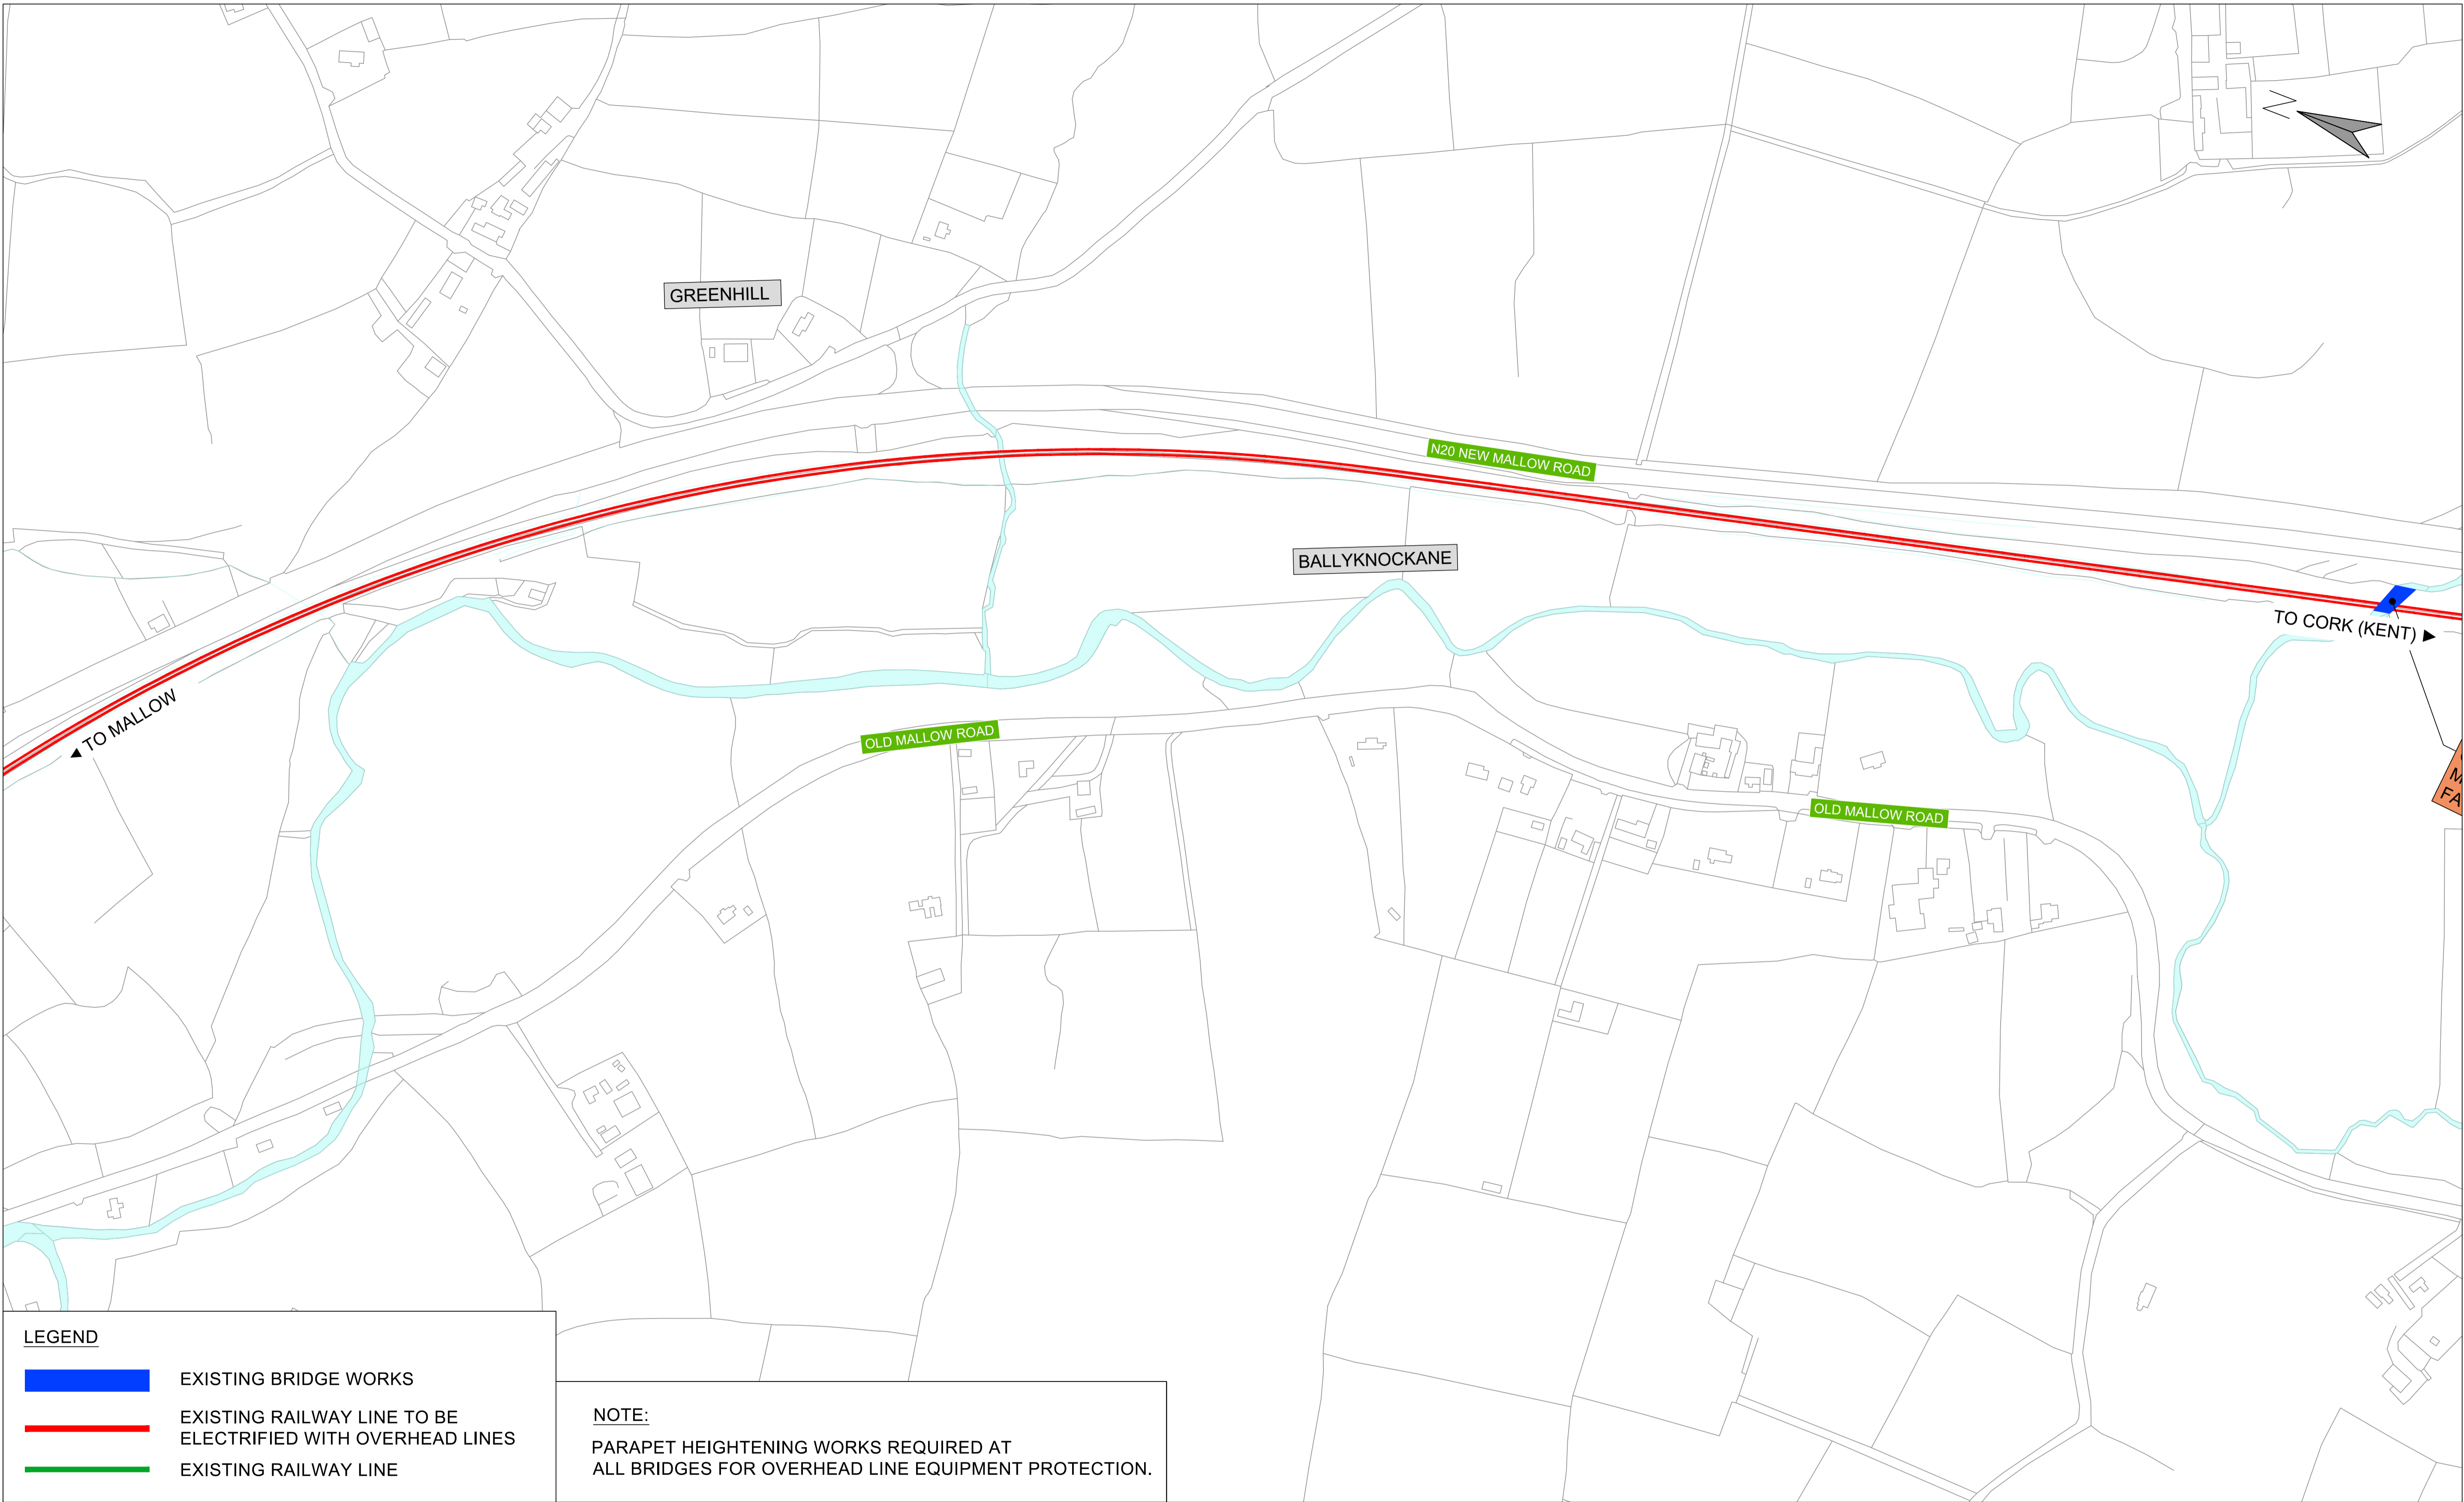 N
GREENHILL
N20 NEW MALLOW ROAD
BALLYKNOCKANE
TO CORK (KENT)
TO MALLOW
OLD MALLOW ROAD
OLD MALLOW ROAD
LEGEND
EXISTING BRIDGE WORKS
EXISTING RAILWAY LINE TO BE
ELECTRIFIED WITH OVERHEAD LINES
EXISTING RAILWAY LINE
NOTE:
PARAPET HEIGHTENING WORKS REQUIRED AT
ALL BRIDGES FOR OVERHEAD LINE EQUIPMENT PROTECTION.